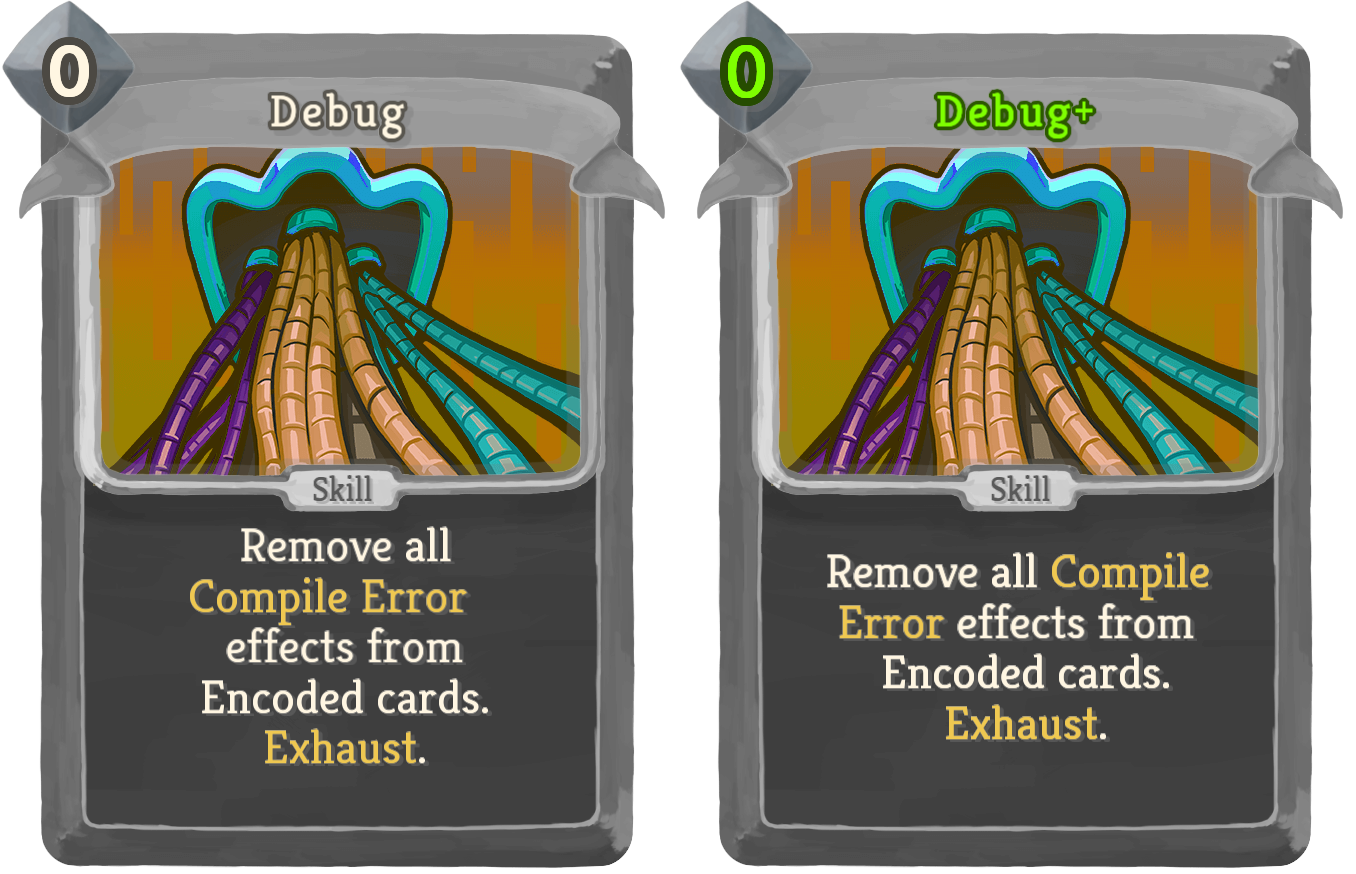 0
Debug
Skill
Remove all
Compile Error
effects from
Encoded cards.
Exhaust.
0
Debug+
Skill
Remove all Compile
Error effects from
Encoded cards.
Exhaust.